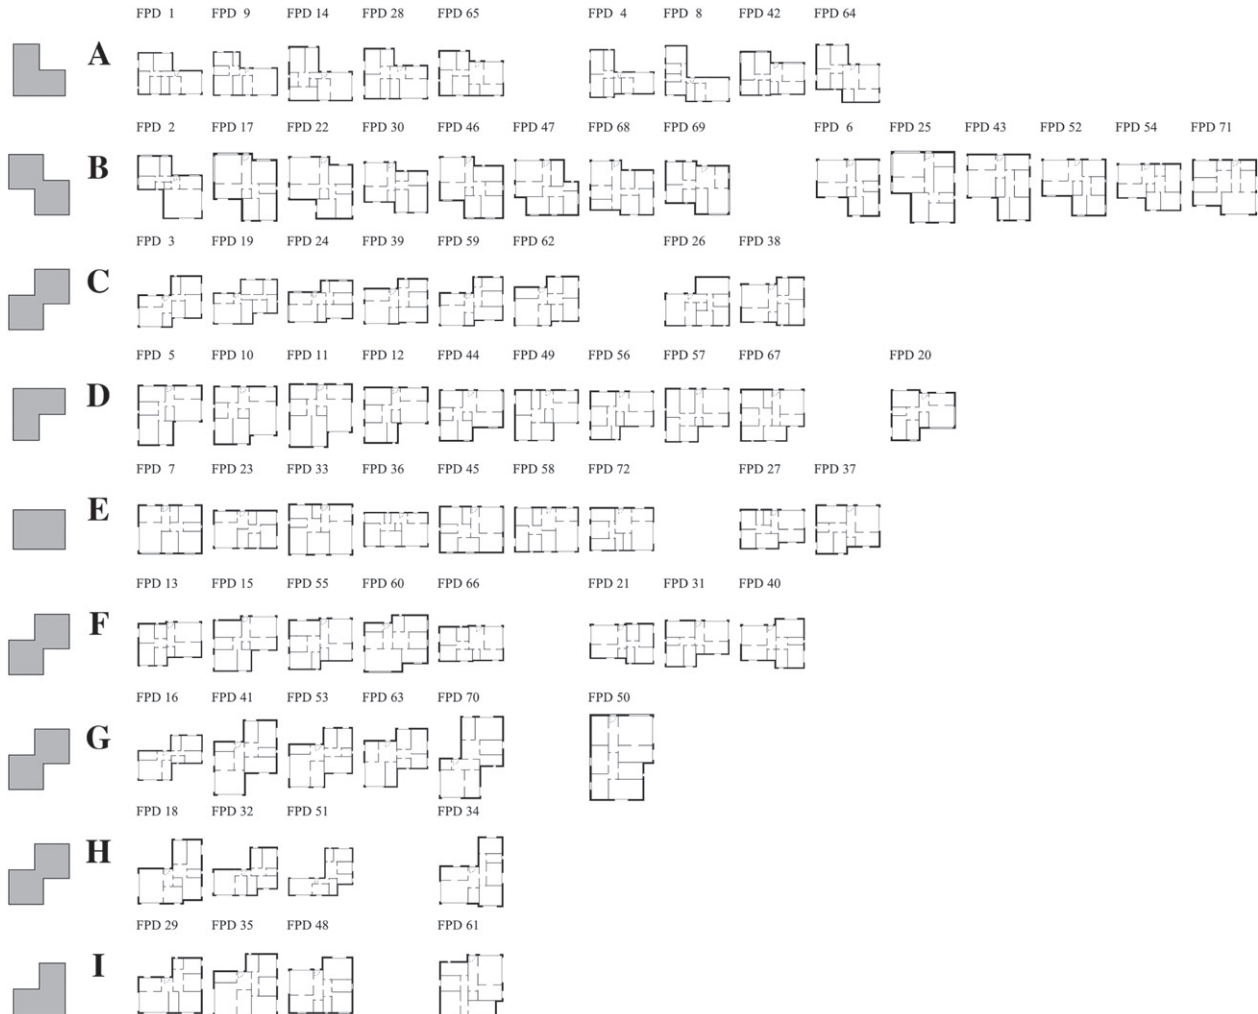 FPD 1 FPD 9 FPD 14 FPD 28 FPD 65 FPD 4 FPD 8 FPD 42 FPD 64
A
FPD 2 FPD 17 FPD 22 FPD 30 FPD 46 FPD 47 FPD 68 FPD 69 FPD 6 FPD 25 FPD 43 FPD 52 FPD 54 FPD 71
B
FPD 3 FPD 19 FPD 24 FPD 39 FPD 59 FPD 62 FPD 26 FPD 38
C
FPD 5 FPD 10 FPD 11 FPD 12 FPD 44 FPD 49 FPD 56 FPD 57 FPD 67 FPD 20
D
FPD 7 FPD 23 FPD 33 FPD 36 FPD 45 FPD 58 FPD 72 FPD 27 FPD 37
E
FPD 13 FPD 15 FPD 55 FPD 60 FPD 66 FPD 21 FPD 31 FPD 40
F
FPD 16 FPD 41 FPD 53 FPD 63 FPD 70 FPD 50
G
FPD 18 FPD 32 FPD 51 FPD 34
H
FPD 29 FPD 35 FPD 48 FPD 61
I